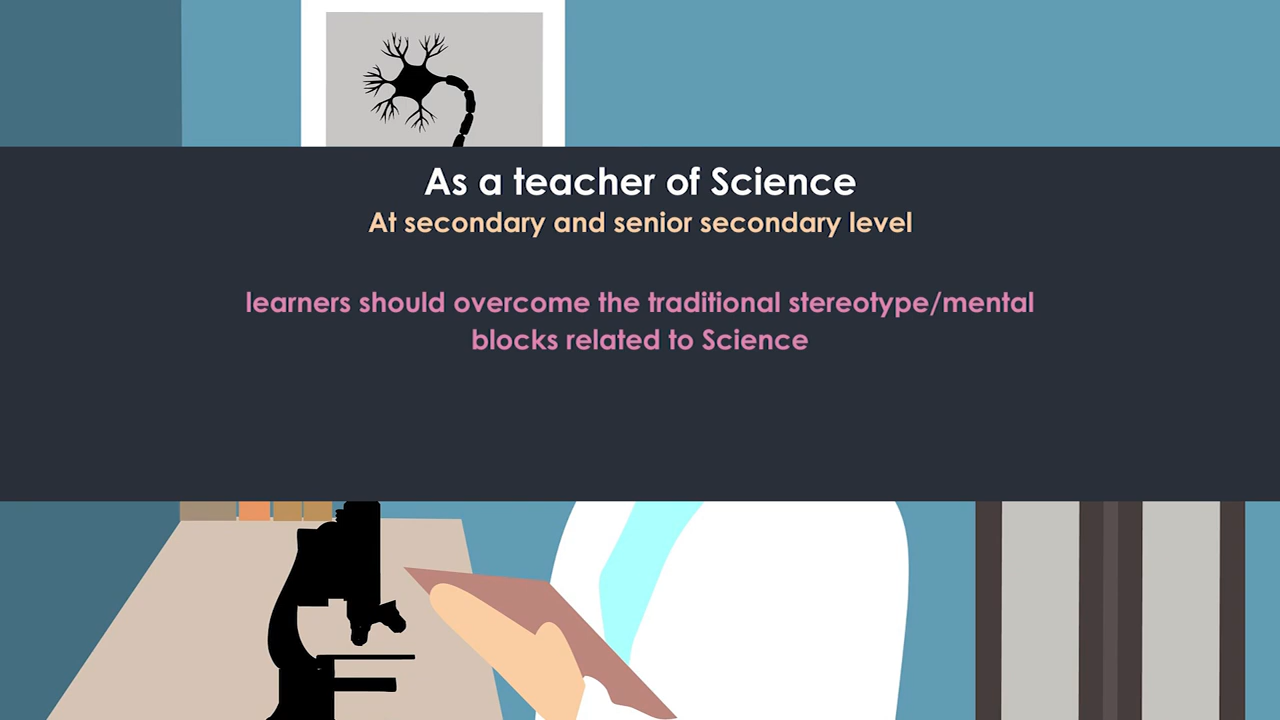 As a teacher of Science
At secondary and senior secondary level
learners should overcome the traditional stereotype/mental
blocks related to Science